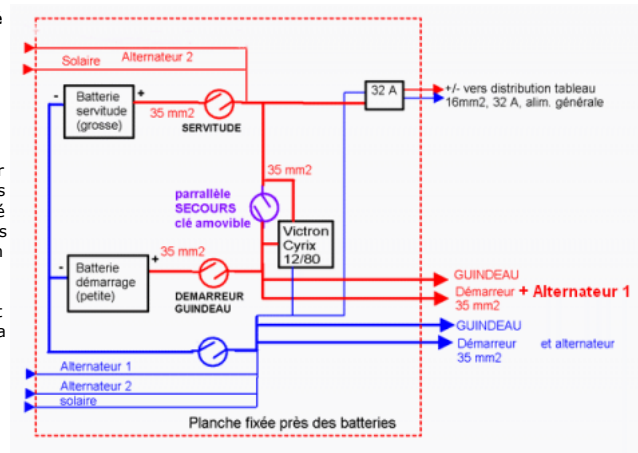 Solaire Alternateur 2
Batterie
servitude
(grosse)
- +
35 mm2
SERVITUDE
32 A
+/- vers distribution tableau
16mm2, 32 A, alim. générale
35 mm2
parrallèle
SECOURS
clé amovible
Victron
Cyrix
12/80
Batterie
démarrage
(petite)
- +
35 mm2
DEMARREUR
GUINDEAU
GUINDEAU
Démarreur + Alternateur 1
35 mm2
GUINDEAU
Démarreur et alternateur
35 mm2
Alternateur 1
Alternateur 2
solaire
Planche fixée près des batteries